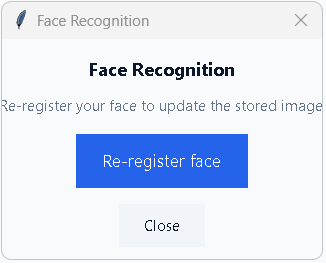 Face Recognition
Face Recognition
Re-register your face to update the stored image
Re-register face
Close